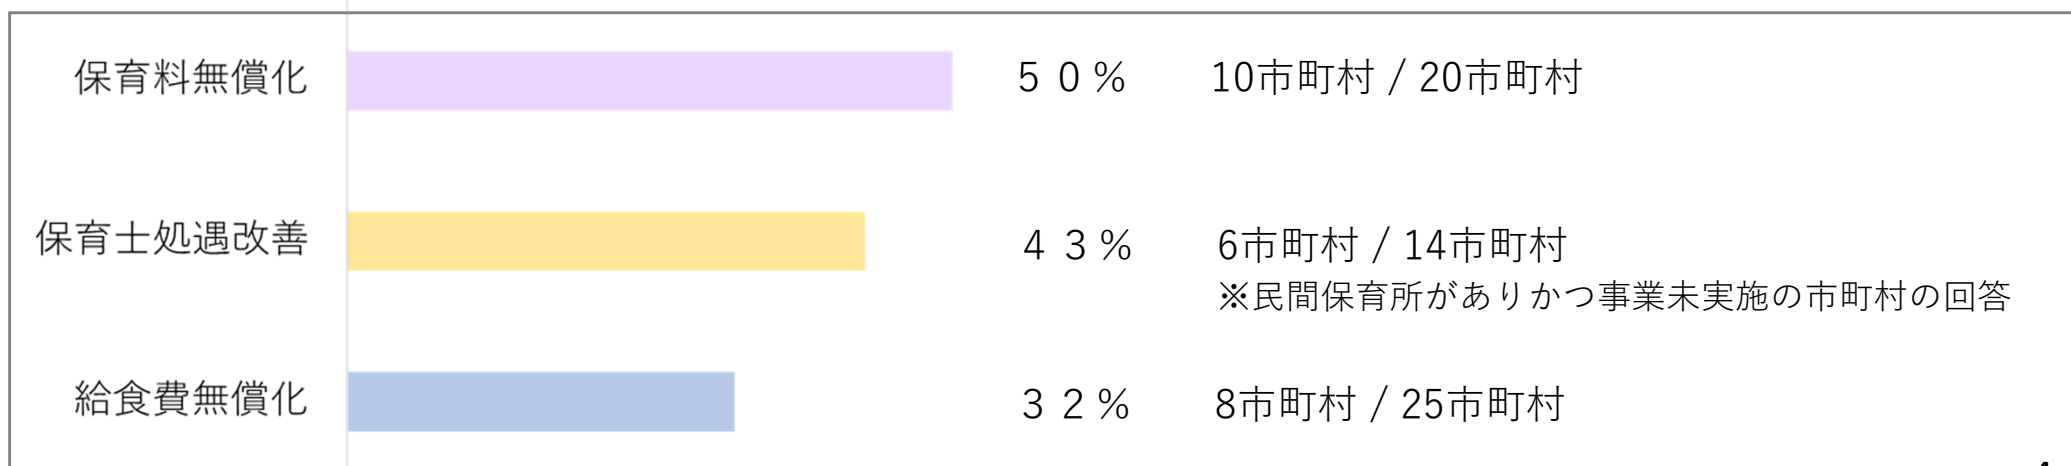 保育料無償化 ５０％ 10市町村 / 20市町村
保育士処遇改善 ４３％ 6市町村 / 14市町村
※民間保育所がありかつ事業未実施の市町村の回答
給食費無償化 ３２％ 8市町村 / 25市町村